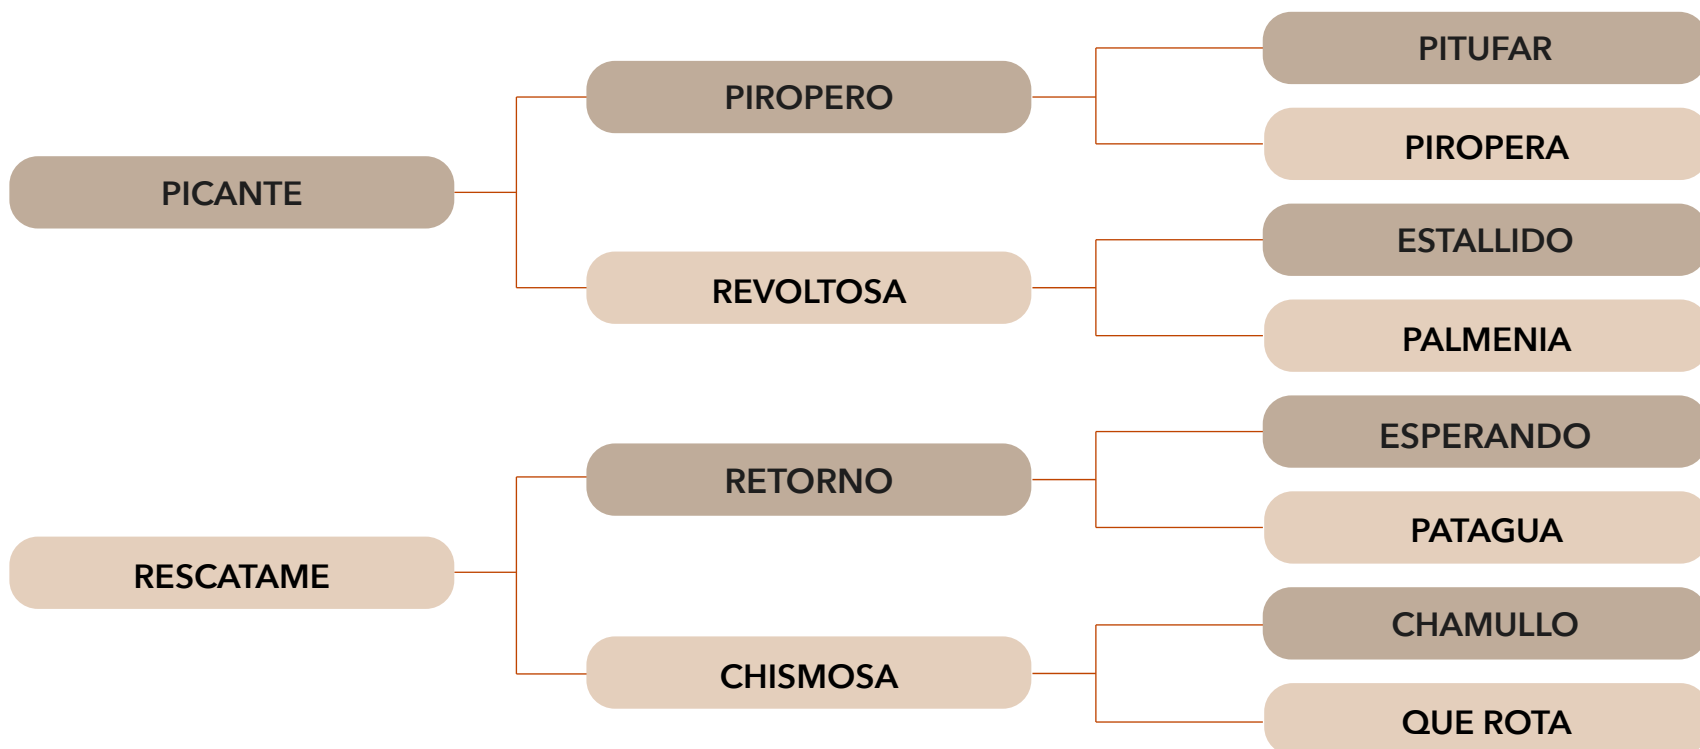 PICANTE
RESCATAME
PIROPERO
REVOLTOSA
RETORNO
CHISMOSA
PITUFAR
PIROPERA
ESTALLIDO
PALMENIA
ESPERANDO
PATAGUA
CHAMULLO
QUE ROTA